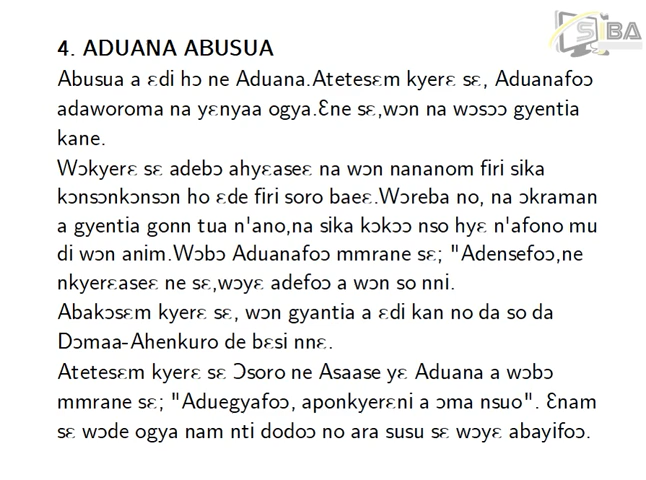 SiBA
4. ADUANA ABUSUA
Abusua a ɛdi hɔ ne Aduana.Atetesɛm kyerɛ sɛ, Aduanafoɔ
adaworoma na yɛnyaa ogya.Ɛne sɛ,wɔn na wɔsɔɔ gyentia
kane.
Wɔkyerɛ sɛ adebɔ ahyɛaseɛ na wɔn nananom firi sika
kɔnsɔnkɔnsɔn ho ɛde firi soro baeɛ.Wɔreba no, na ɔkraman
a gyentia gonn tua n'ano,na sika kɔkɔɔ nso hyɛ n'afono mu
di wɔn anim.Wɔbɔ Aduanafoɔ mmrane sɛ; "Adensefoɔ,ne
nkyerɛaseɛ ne sɛ,wɔyɛ adefoɔ a wɔn so nni.
Abakɔsɛm kyerɛ sɛ, wɔn gyantia a ɛdi kan no da so da
Dɔmaa-Ahenkuro de bɛsi nnɛ.
Atetesɛm kyerɛ sɛ Ɔsoro ne Asaase yɛ Aduana a wɔbɔ
mmrane sɛ; "Aduegyafoɔ, aponkyerɛni a ɔma nsuo". Ɛnam
sɛ wɔde ogya nam nti dodoɔ no ara susu sɛ wɔyɛ abayifoɔ.